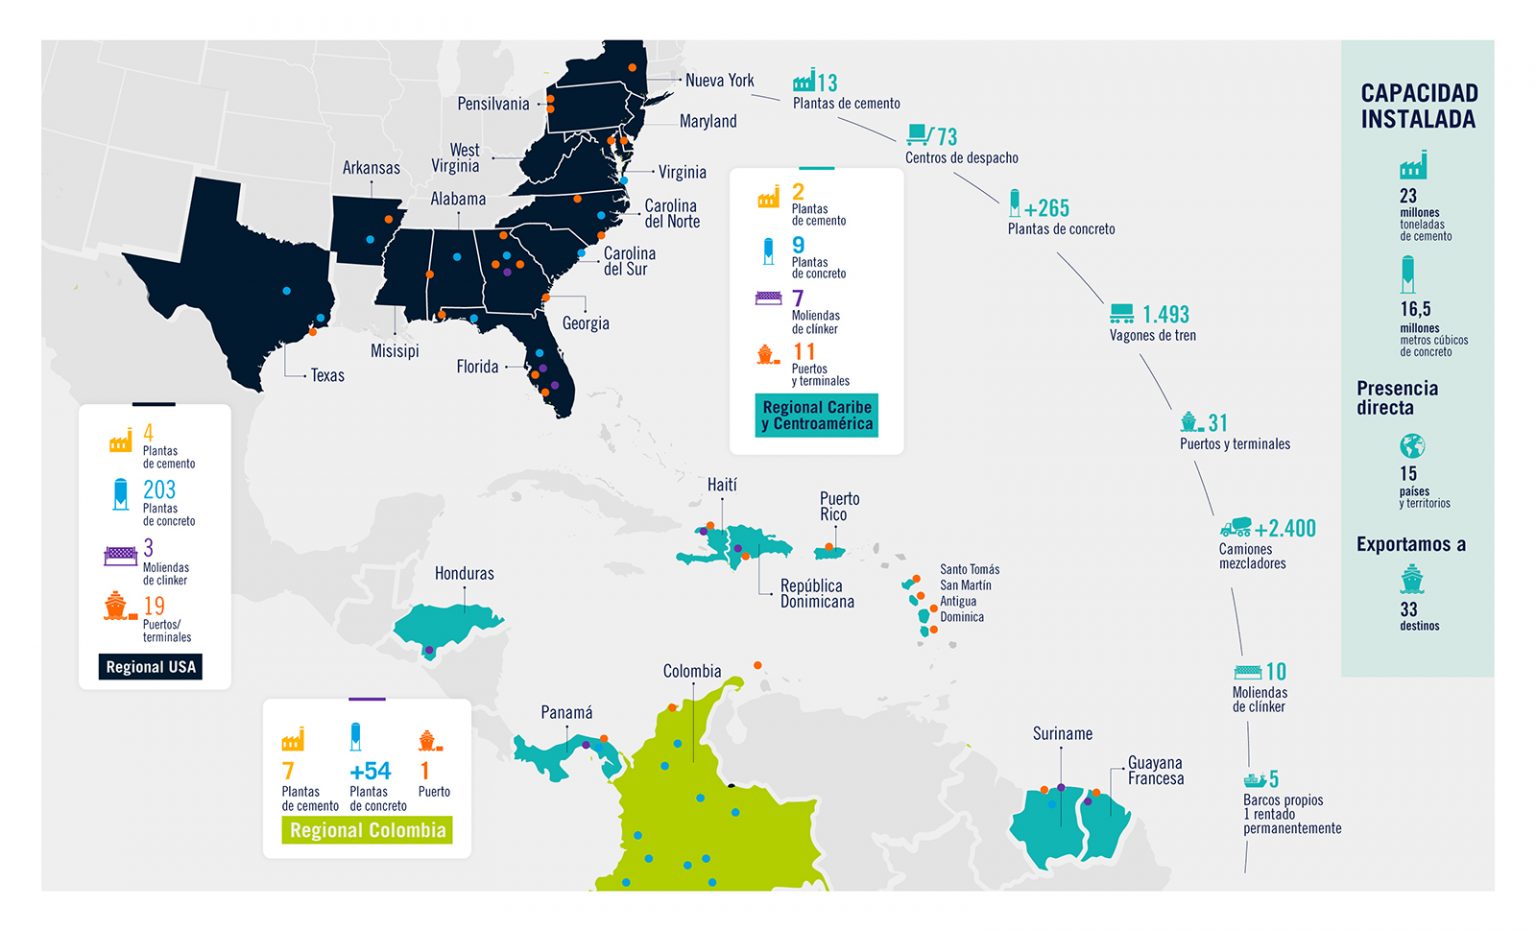 Nueva York
Pensilvania
Maryland
West
Virginia
Virginia
Arkansas
Alabama
Carolina
del Norte
Carolina
del Sur
Georgia
Misisipi
Florida
Texas
4
Plantas
de cemento
203
Plantas
de concreto
3
Moliendas
de clinker
19
Puertos/
terminales
Regional USA
2
Plantas
de cemento
9
Plantas
de concreto
7
Moliendas
de clínker
11
Puertos
y terminales
Regional Caribe
y Centroamérica
Haití
Puerto
Rico
República
Donimicana
Santo Tomás
San Martín
Antigua
Dominica
Honduras
Colombia
Panamá
Suriname
Guayana
Francesa
7
Plantas
de cemento
+54
Plantas
de concreto
1
Puerto
Regional Colombia
13
Plantas de cemento
73
Centros de despacho
+265
Plantas de concreto
1.493
Vagones de tren
31
Puertos y terminales
+2.400
Camiones
mezcladores
10
Moliendas
de clínker
5
Barcos propios
1 rentado
permanentemente
CAPACIDAD
INSTALADA
23
millones
toneladas
de cemento
16,5
millones
metros cúbicos
de concreto
Presencia
directa
15
países
y territorios
Exportamos a
33
destinos